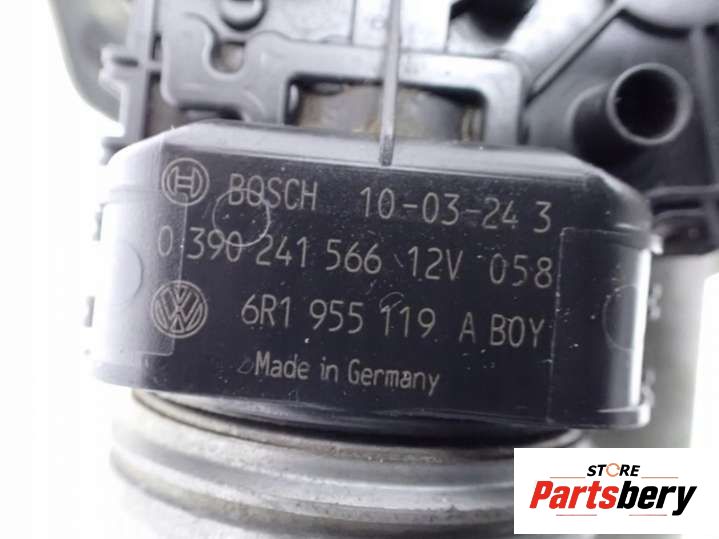 BOSCH 10-03-24 3
0 390 241 566 12V 058
6R1 955 119 A BOY
Made in Germany
STORE
Partsbery